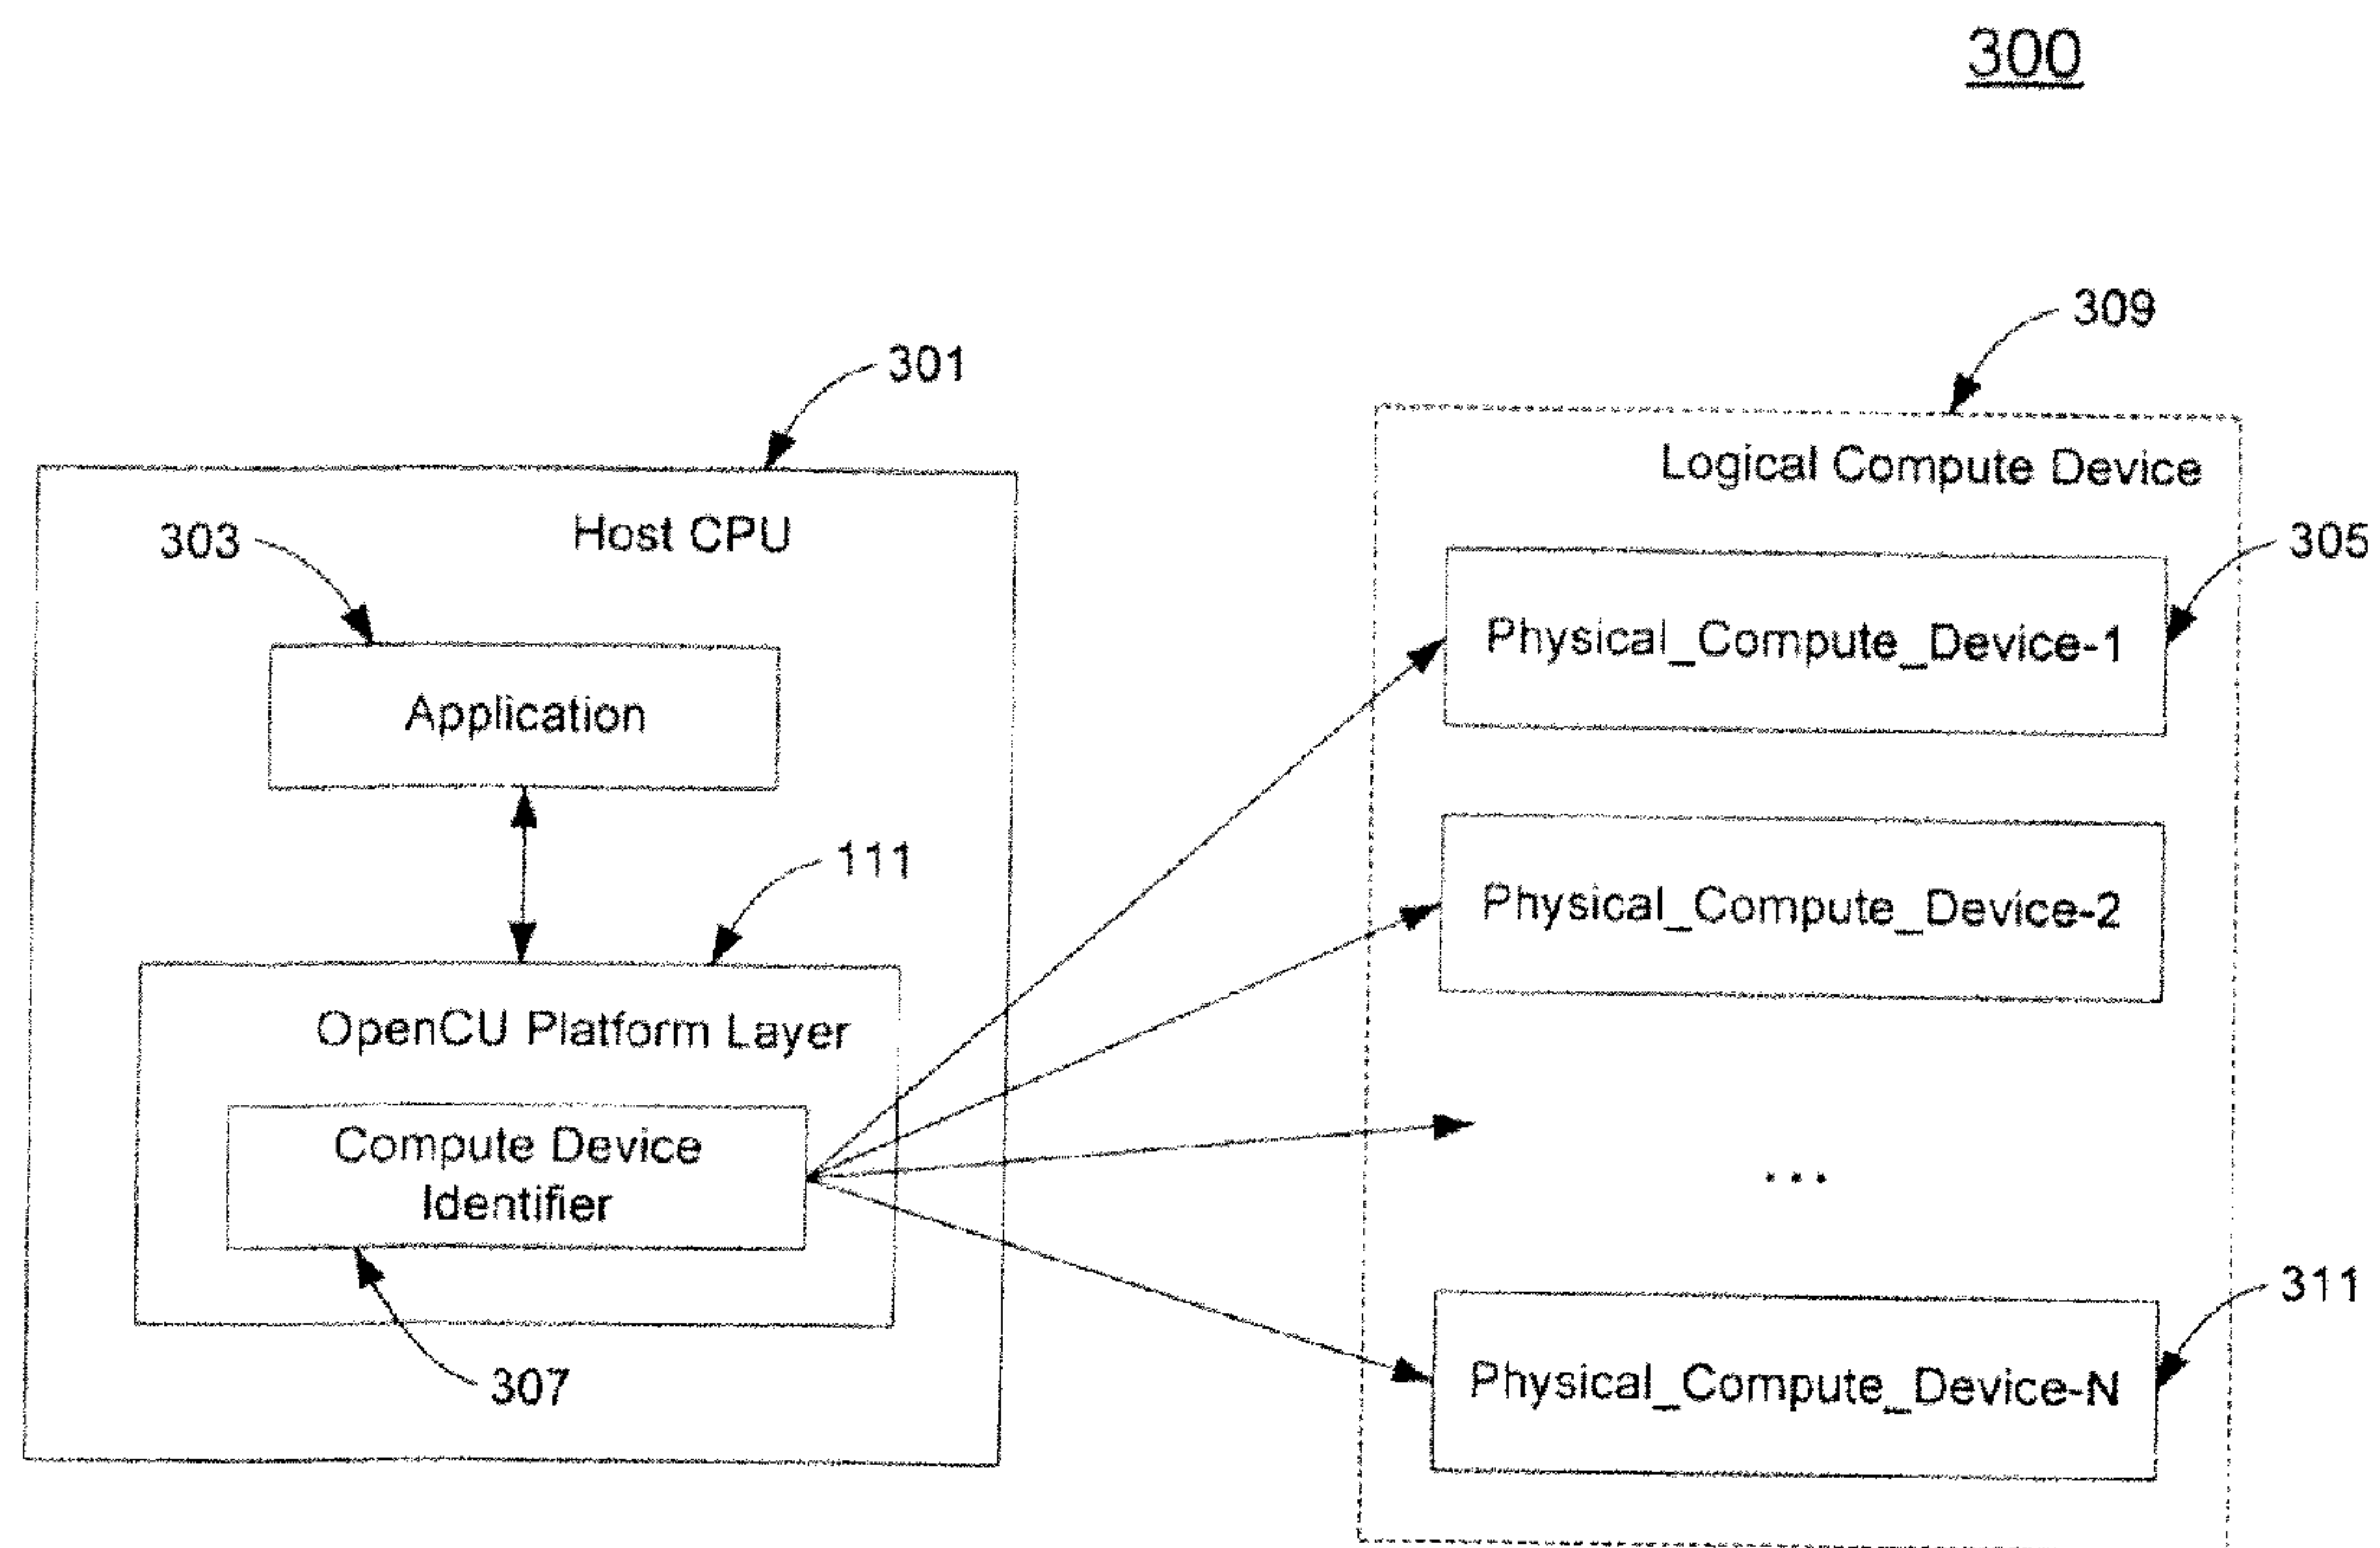 300
309
301
Logical Compute Device
Host CPU
303
305
Physical_Compute_Device-1
Application
111
Physical_Compute_Device-2
OpenCU Platform Layer
Compute Device
Identifier
...
307
311
Physical_Compute_Device-N